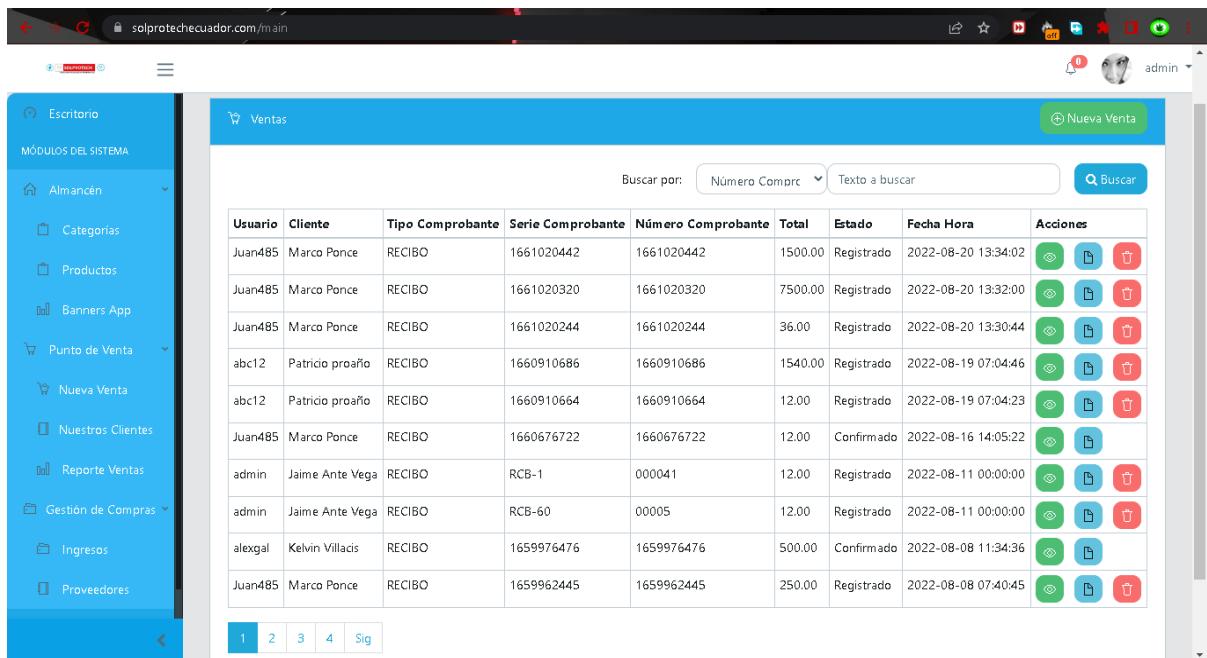 solprotechecuador.com/main
off
SOLPROTECH
0
admin
Escritorio
MÓDULOS DEL SISTEMA
Almancén
Categorías
Productos
Banners App
Punto de Venta
Nueva Venta
Nuestros Clientes
Reporte Ventas
Gestión de Compras
Ingresos
Proveedores
Ventas
Nueva Venta
Buscar por: Número Compr Texto a buscar Buscar
Usuario Cliente Tipo Comprobante Serie Comprobante Número Comprobante Total Estado Fecha Hora Acciones
Juan485 Marco Ponce RECIBO 1661020442 1661020442 1500.00 Registrado 2022-08-20 13:34:02
Juan485 Marco Ponce RECIBO 1661020320 1661020320 7500.00 Registrado 2022-08-20 13:32:00
Juan485 Marco Ponce RECIBO 1661020244 1661020244 36.00 Registrado 2022-08-20 13:30:44
abc12 Patricio proaño RECIBO 1660910686 1660910686 1540.00 Registrado 2022-08-19 07:04:46
abc12 Patricio proaño RECIBO 1660910664 1660910664 12.00 Registrado 2022-08-19 07:04:23
Juan485 Marco Ponce RECIBO 1660676722 1660676722 12.00 Confirmado 2022-08-16 14:05:22
admin Jaime Ante Vega RECIBO RCB-1 000041 12.00 Registrado 2022-08-11 00:00:00
admin Jaime Ante Vega RECIBO RCB-60 00005 12.00 Registrado 2022-08-11 00:00:00
alexgal Kelvin Villacis RECIBO 1659976476 1659976476 500.00 Confirmado 2022-08-08 11:34:36
Juan485 Marco Ponce RECIBO 1659962445 1659962445 250.00 Registrado 2022-08-08 07:40:45
1 2 3 4 Sig